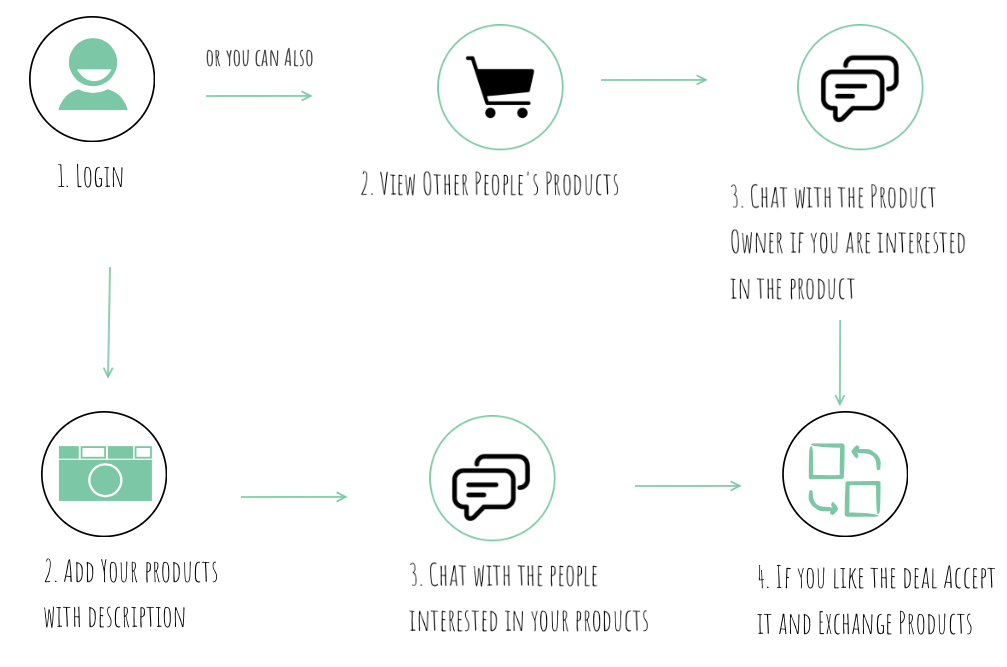 or you can Also
1. Login
2. View Other People's Products
3. Chat with the Product
Owner if you are interested
in the product
2. Add Your products
with description
3. Chat with the people
interested in your products
4. If you like the deal Accept
it and Exchange Products